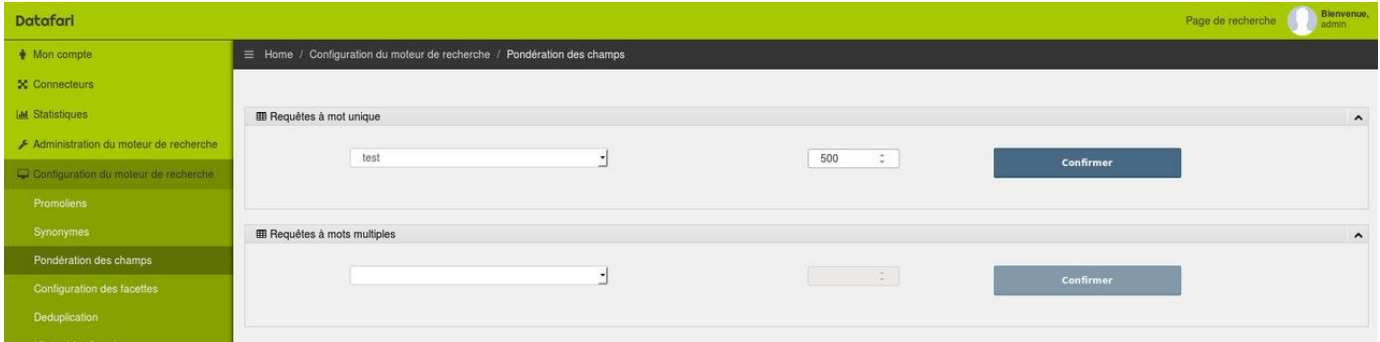 Datafari
Page de recherche
Bienvenue,
admin
Mon compte
Connecteurs
Statistiques
Administration du moteur de recherche
Configuration du moteur de recherche
Promoliens
Synonymes
Pondération des champs
Configuration des facettes
Deduplication
Home / Configuration du moteur de recherche / Pondération des champs
Requêtes à mot unique
test 500 Confirmer
Requêtes à mots multiples
Confirmer